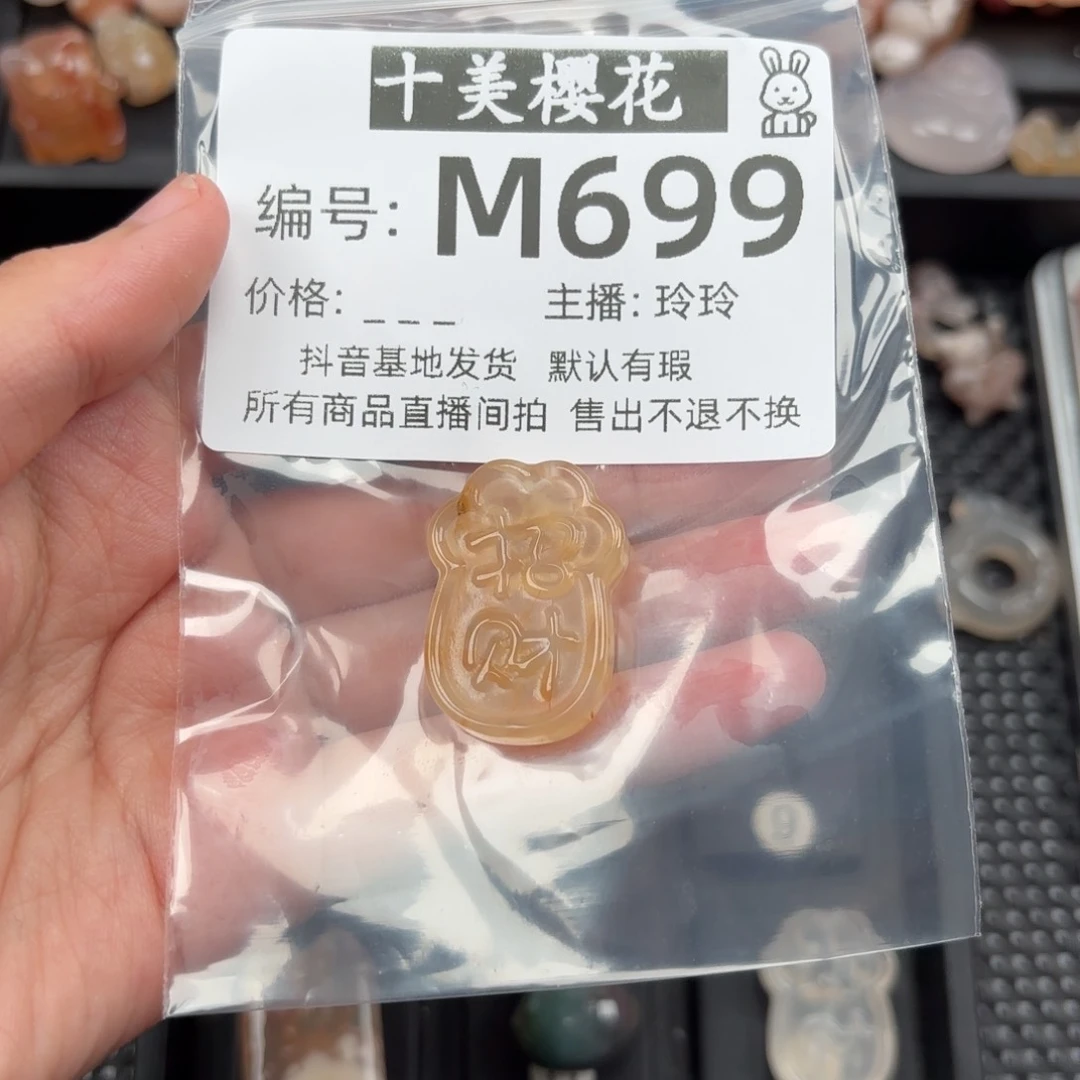 十美樱花
编号: M699
价格: _ _ _ 主播: 玲玲
抖音基地发货 默认有瑕
所有商品直播间拍 售出不退不换
招
财
9